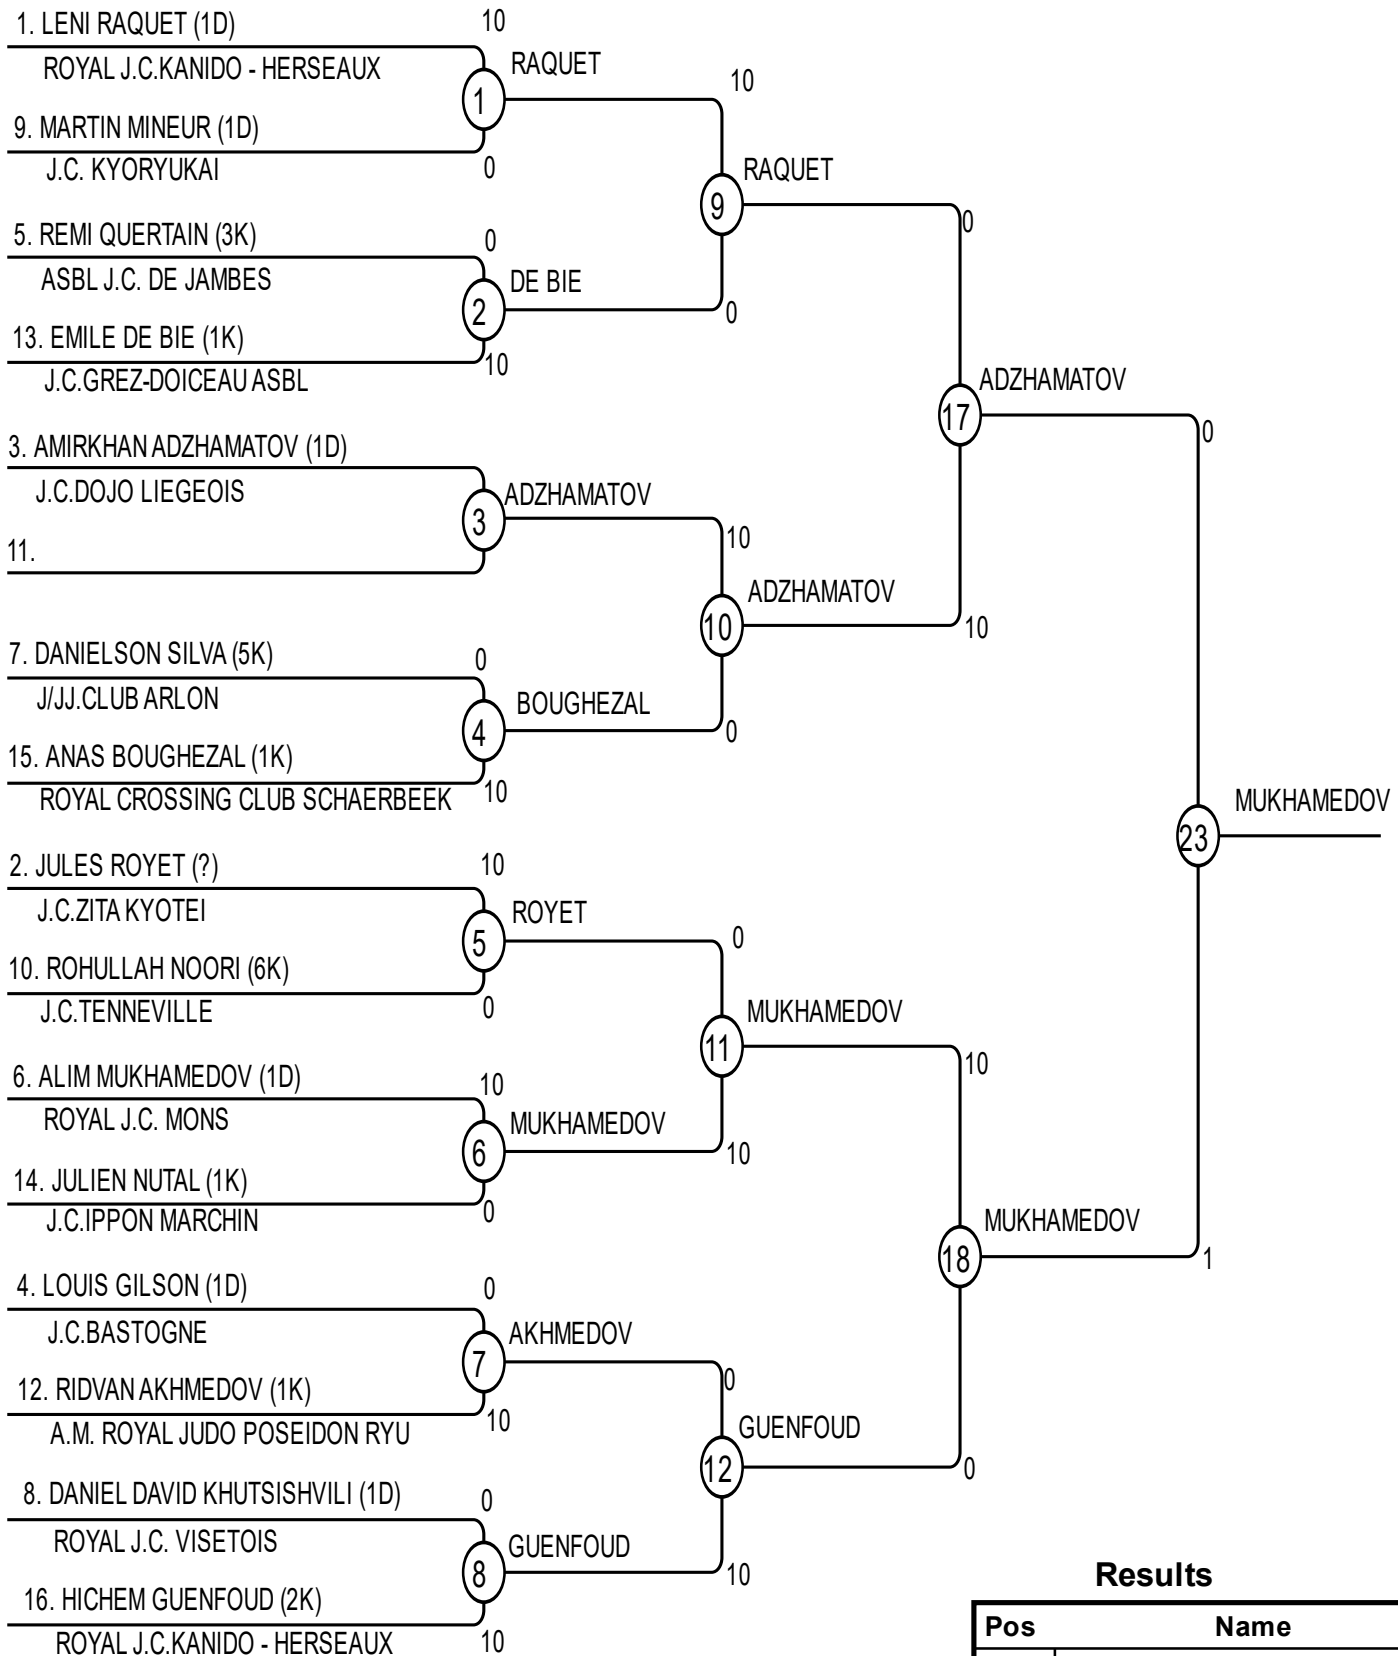 1. LENI RAQUET (1D)
10
ROYAL J.C.KANIDO - HERSEAUX
RAQUET
10
1
9. MARTIN MINEUR (1D)
J.C. KYORYUKAI
0
RAQUET
9
0
5. REMI QUERTAIN (3K)
0
ASBL J.C. DE JAMBES
DE BIE
2
0
13. EMILE DE BIE (1K)
10
J.C.GREZ-DOICEAU ASBL
ADZHAMATOV
17
0
3. AMIRKHAN ADZHAMATOV (1D)
J.C.DOJO LIEGEOIS
ADZHAMATOV
3
10
11.
ADZHAMATOV
10
10
7. DANIELSON SILVA (5K)
0
J/JJ.CLUB ARLON
BOUGHEZAL
4
0
15. ANAS BOUGHEZAL (1K)
10
ROYAL CROSSING CLUB SCHAERBEEK
MUKHAMEDOV
23
2. JULES ROYET (?)
10
J.C.ZITA KYOTEI
ROYET
5
0
10. ROHULLAH NOORI (6K)
0
J.C.TENNEVILLE
MUKHAMEDOV
11
10
6. ALIM MUKHAMEDOV (1D)
10
ROYAL J.C. MONS
MUKHAMEDOV
6
10
14. JULIEN NUTAL (1K)
0
J.C.IPPON MARCHIN
MUKHAMEDOV
18
1
4. LOUIS GILSON (1D)
0
J.C.BASTOGNE
AKHMEDOV
7
0
12. RIDVAN AKHMEDOV (1K)
10
A.M. ROYAL JUDO POSEIDON RYU
GUENFOUD
12
0
8. DANIEL DAVID KHUTSISHVILI (1D)
0
ROYAL J.C. VISETOIS
GUENFOUD
8
10
16. HICHEM GUENFOUD (2K)
10
ROYAL J.C.KANIDO - HERSEAUX
Results
Pos Name